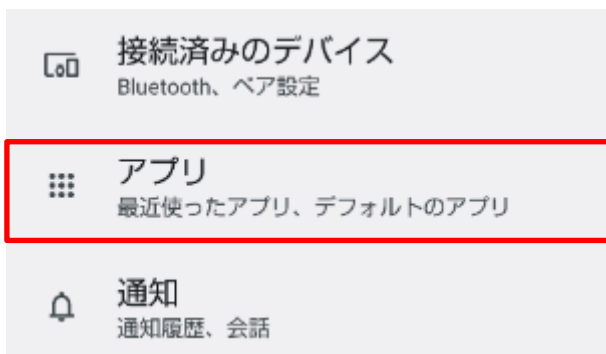 接続済みのデバイス
Bluetooth、ペア設定
アプリ
最近使ったアプリ、デフォルトのアプリ
通知
通知履歴、会話